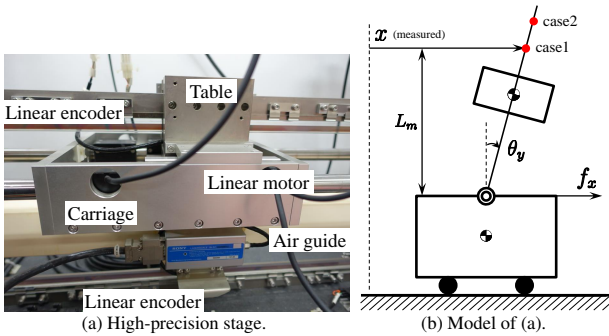 Table
Linear encoder
Linear motor
Carriage
Air guide
Linear encoder
(a) High-precision stage.
case2
x (measured)
case1
L_m
θ_y
f_x
(b) Model of (a).